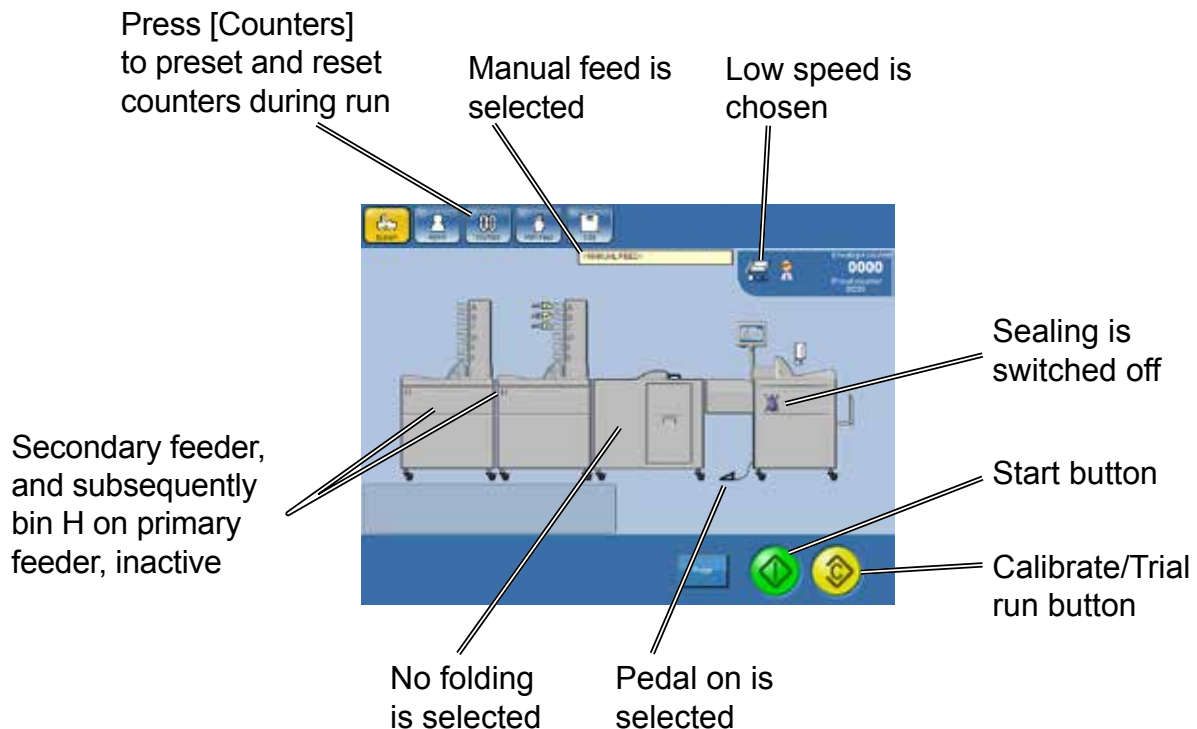 Press [Counters]
to preset and reset
counters during run
Manual feed is
selected
Low speed is
chosen
<MANUAL FEED>
0000
Sealing is
switched off
Secondary feeder,
and subsequently
bin H on primary
feeder, inactive
Start button
C
Calibrate/Trial
run button
No folding
is selected
Pedal on is
selected